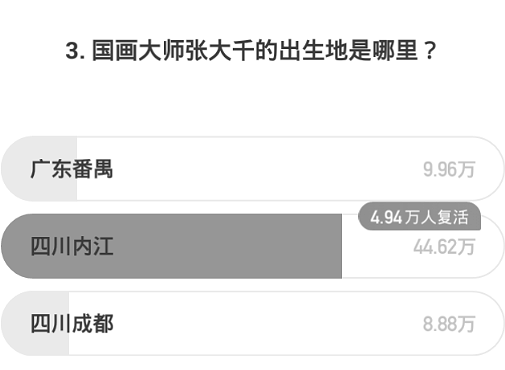 3. 国画大师张大千的出生地是哪里？
广东番禺
9.96万
4.94万人复活
四川内江
44.62万
四川成都
8.88万